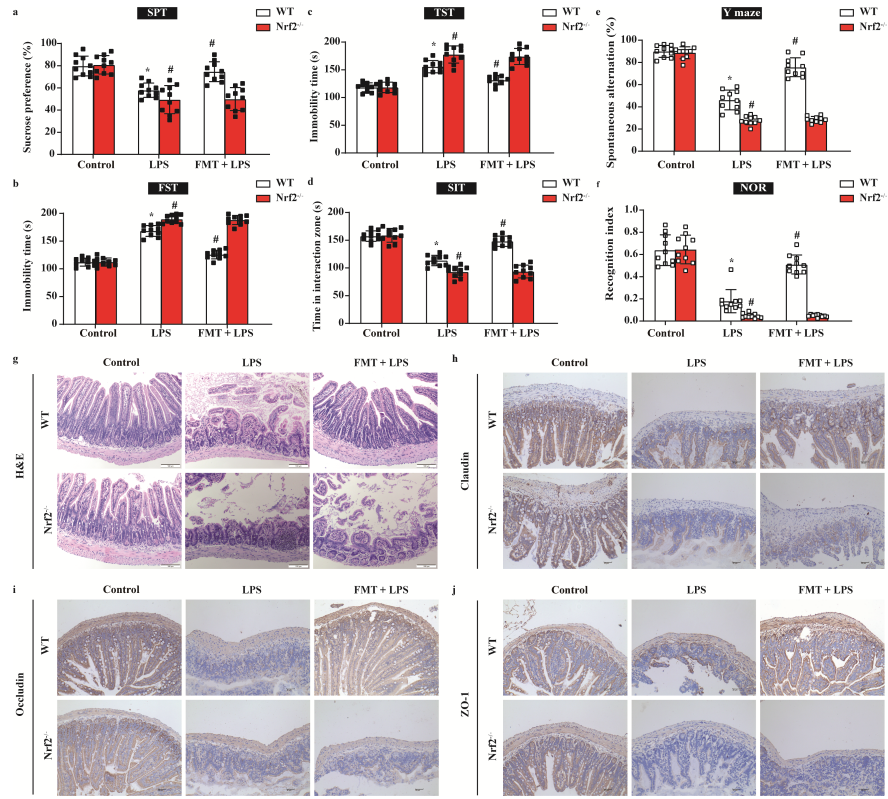 a SPT
WT
Nrf2⁻/⁻
Sucrose preference (%)
100
80
60
40
20
0
* # #
Control LPS FMT + LPS
c TST
WT
Nrf2⁻/⁻
Immobility time (s)
250
200
150
100
50
0
* # #
Control LPS FMT + LPS
e Y maze
WT
Nrf2⁻/⁻
Spontaneous alternation (%)
100
80
60
40
20
0
* # #
Control LPS FMT + LPS
b FST
WT
Nrf2⁻/⁻
Immobility time (s)
200
150
100
50
0
* # #
Control LPS FMT + LPS
d SIT
WT
Nrf2⁻/⁻
Time in interaction zone (s)
200
150
100
50
0
* # #
Control LPS FMT + LPS
f NOR
WT
Nrf2⁻/⁻
Recognition index
1.0
0.8
0.6
0.4
0.2
0.0
* # #
Control LPS FMT + LPS
g Control LPS FMT + LPS
H&E
WT
Nrf2⁻/⁻
h Control LPS FMT + LPS
Claudin
WT
Nrf2⁻/⁻
i Control LPS FMT + LPS
Occludin
WT
Nrf2⁻/⁻
j Control LPS FMT + LPS
ZO-1
WT
Nrf2⁻/⁻